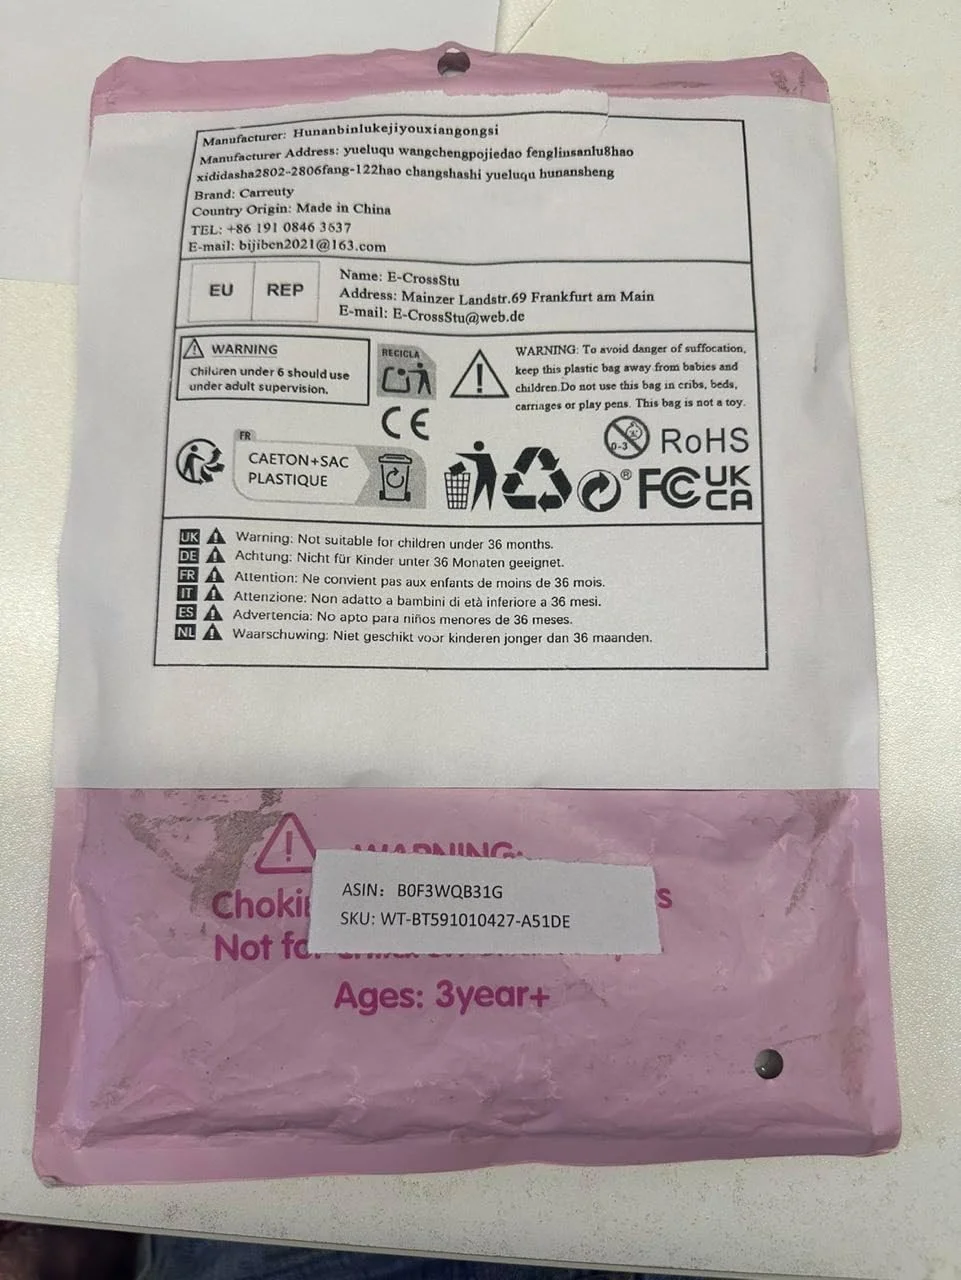 Manufacturer: Hunanbinlukejiyouxiangongsi
Manufacturer Address: yueluqu wangchengpojiedao fenglinsanlu8hao
xididasha2802-2806fang-122hao changshashi yueluqu hunansheng
Brand: Carreuty
Country Origin: Made in China
TEL: +86 191 0846 3637
E-mail: bijiben2021@163.com
EU REP
Name: E-CrossStu
Address: Mainzer Landstr.69 Frankfurt am Main
E-mail: E-CrossStu@web.de
WARNING
Children under 6 should use
under adult supervision.
RECICLA
WARNING: To avoid danger of suffocation,
keep this plastic bag away from babies and
children.Do not use this bag in cribs, beds,
carriages or play pens. This bag is not a toy.
CE
0-3
RoHS
FR
CAETON+SAC
PLASTIQUE
®
FC
UK
CA
UK Warning: Not suitable for children under 36 months.
DE Achtung: Nicht für Kinder unter 36 Monaten geeignet.
FR Attention: Ne convient pas aux enfants de moins de 36 mois.
IT Attenzione: Non adatto a bambini di età inferiore a 36 mesi.
ES Advertencia: No apto para niños menores de 36 meses.
NL Waarschuwing: Niet geschikt voor kinderen jonger dan 36 maanden.
WARNING:
ASIN: B0F3WQB31G
SKU: WT-BT591010427-A51DE
Not
Ages: 3year+